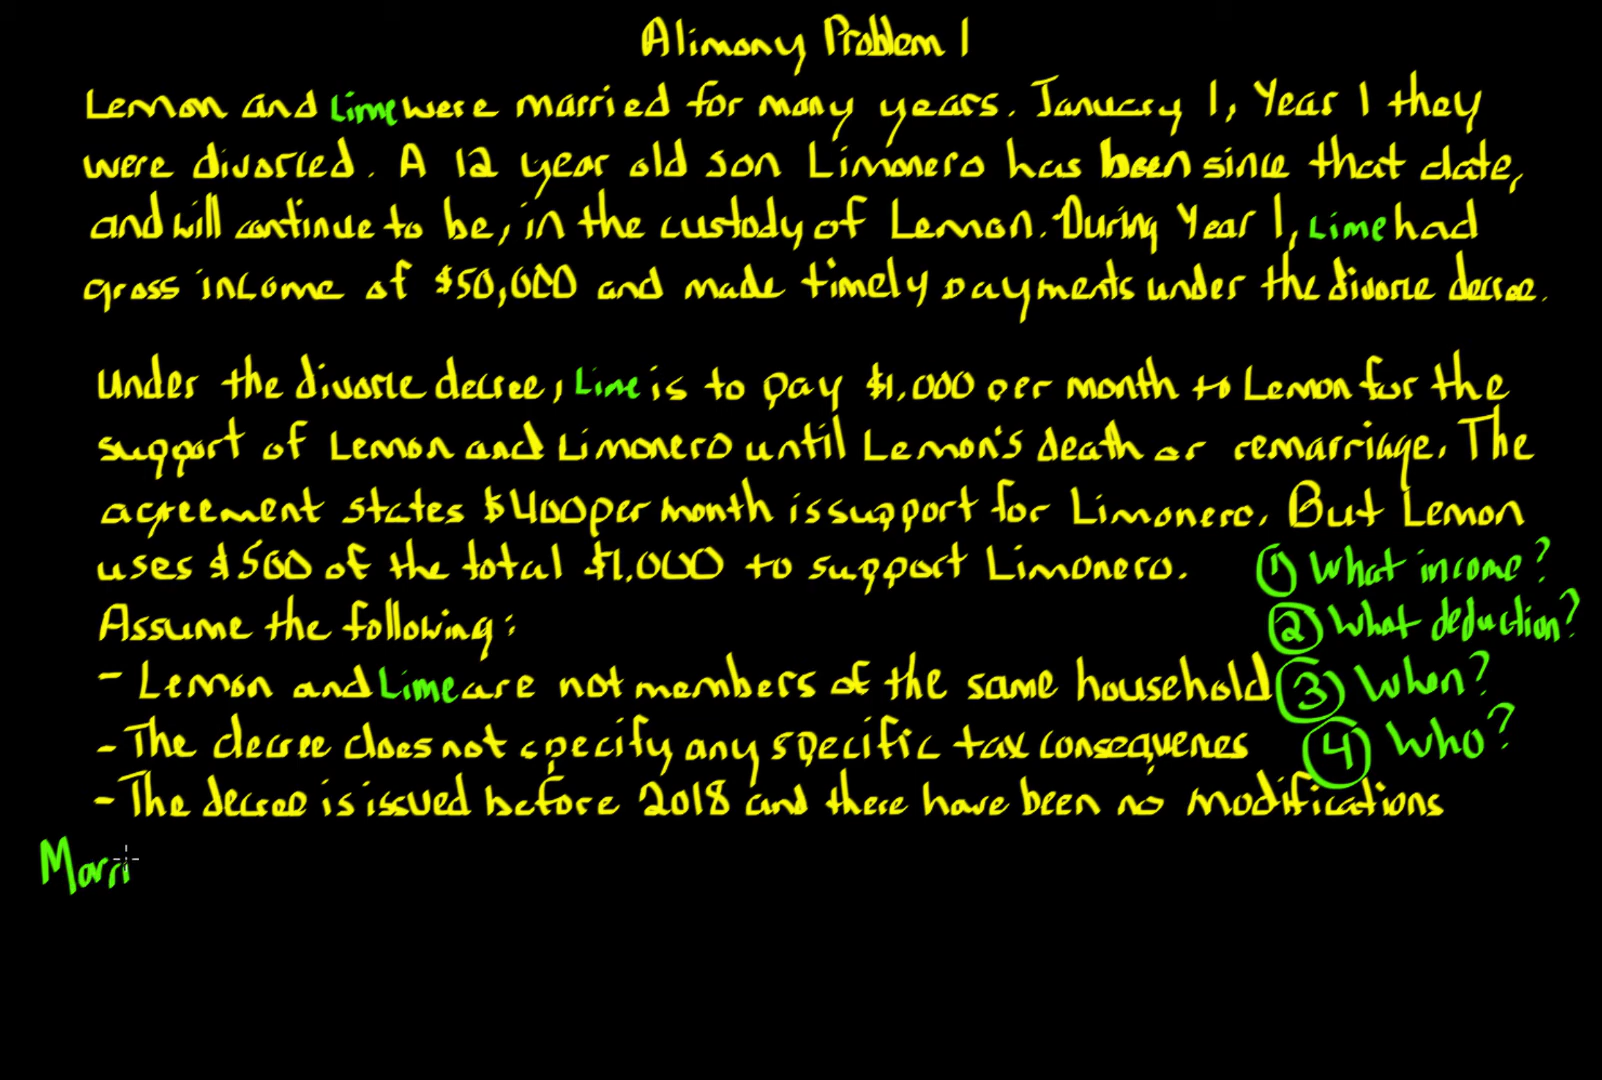 Alimony Problem 1
Lemon and Lime were married for many years. January 1, Year 1 they
were divorced. A 12 year old son Limonero has been since that date,
and will continue to be, in the custody of Lemon. During Year 1, Lime had
gross income of $50,000 and made timely payments under the divorce decree.
Under the divorce decree, Lime is to pay $1,000 per month to Lemon for the
support of Lemon and Limonero until Lemon's death or remarriage. The
agreement states $400 per month is support for Limonero. But Lemon
uses $500 of the total $1,000 to support Limonero.
① What income?
Assume the following:
② What deduction?
- Lemon and Lime are not members of the same household
③ When?
- The decree does not specify any specific tax consequences
④ Who?
- The decree is issued before 2018 and there have been no modifications
Marri